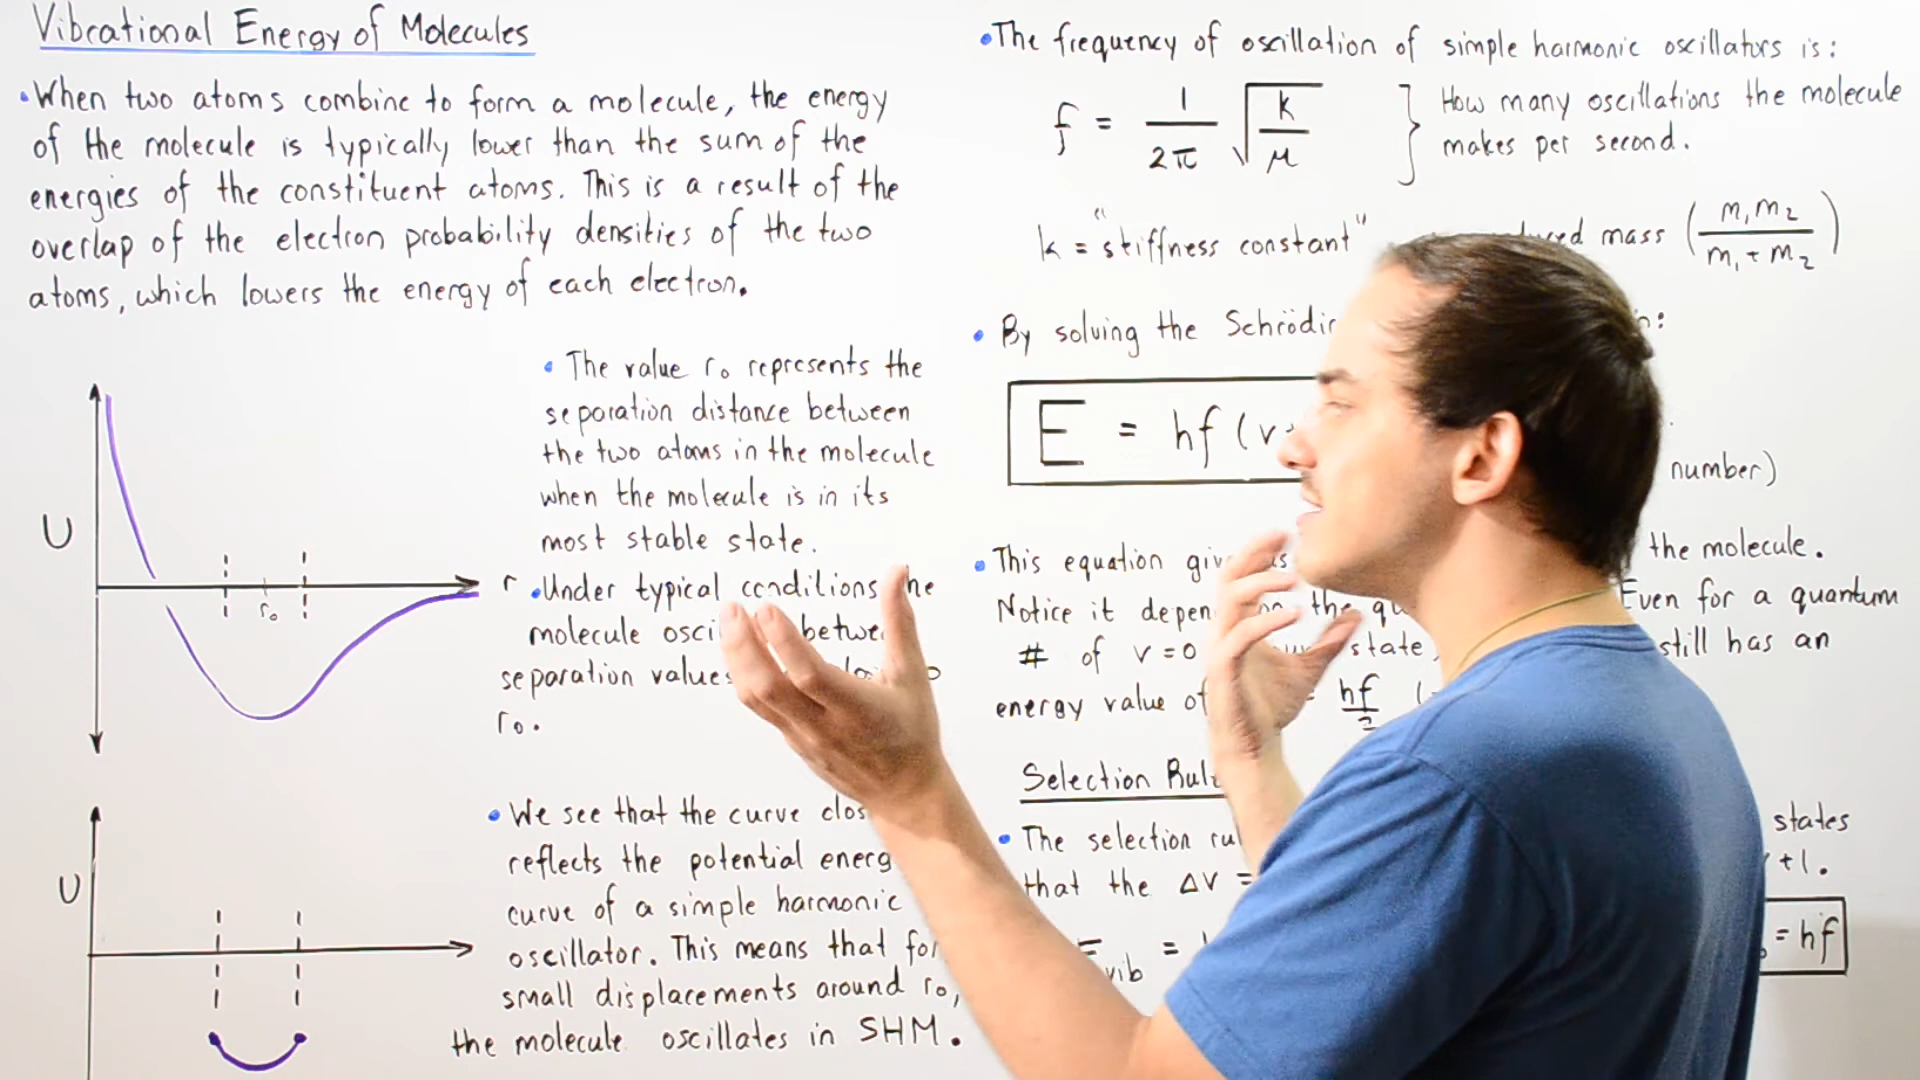 Vibrational Energy of Molecules
•When two atoms combine to form a molecule, the energy
of the molecule is typically lower than the sum of the
energies of the constituent atoms. This is a result of the
overlap of the electron probability densities of the two
atoms, which lowers the energy of each electron.
• The value r₀ represents the
separation distance between
the two atoms in the molecule
when the molecule is in its
most stable state.
U
r₀
r
•Under typical conditions he
molecule osci betwe
separation values
r₀.
U
• We see that the curve clos
reflects the potential energ
curve of a simple harmonic
oscillator. This means that for
small displacements around r₀,
the molecule oscillates in SHM.
•The frequency of oscillation of simple harmonic oscillators is:
f = 1/2π √(k/μ) } How many oscillations the molecule
makes per second.
k = "stiffness constant" mass (m₁m₂/m₁+m₂)
• By solving the Schrödi n:
E = hf(v
number)
• This equation giv us the molecule.
Notice it depen on the qu Even for a quantum
# of v=0 state, still has an
energy value of hf/2 (
Selection Rul
• The selection ru states
that the ΔV = +1.
vib = =hf